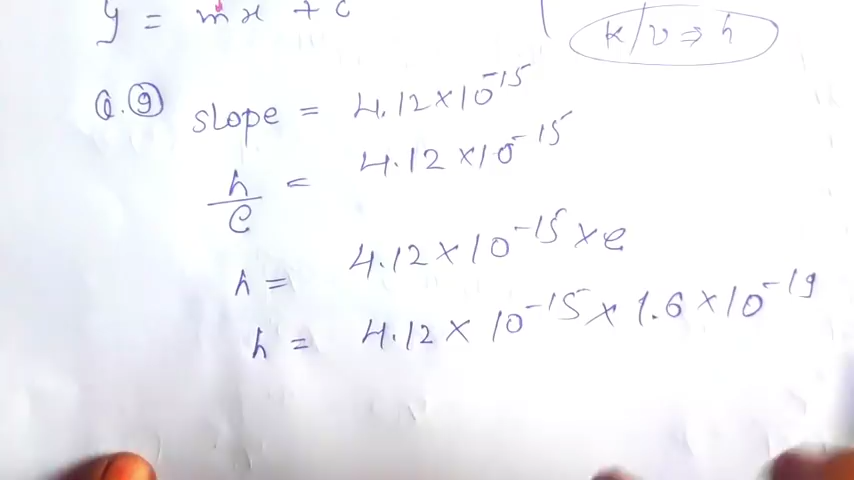 y = mx + c
k/ν ⇒ h
Q.9 slope = 4.12×10⁻¹⁵
h/e = 4.12×10⁻¹⁵
h = 4.12×10⁻¹⁵×e
h = 4.12×10⁻¹⁵×1.6×10⁻¹⁹